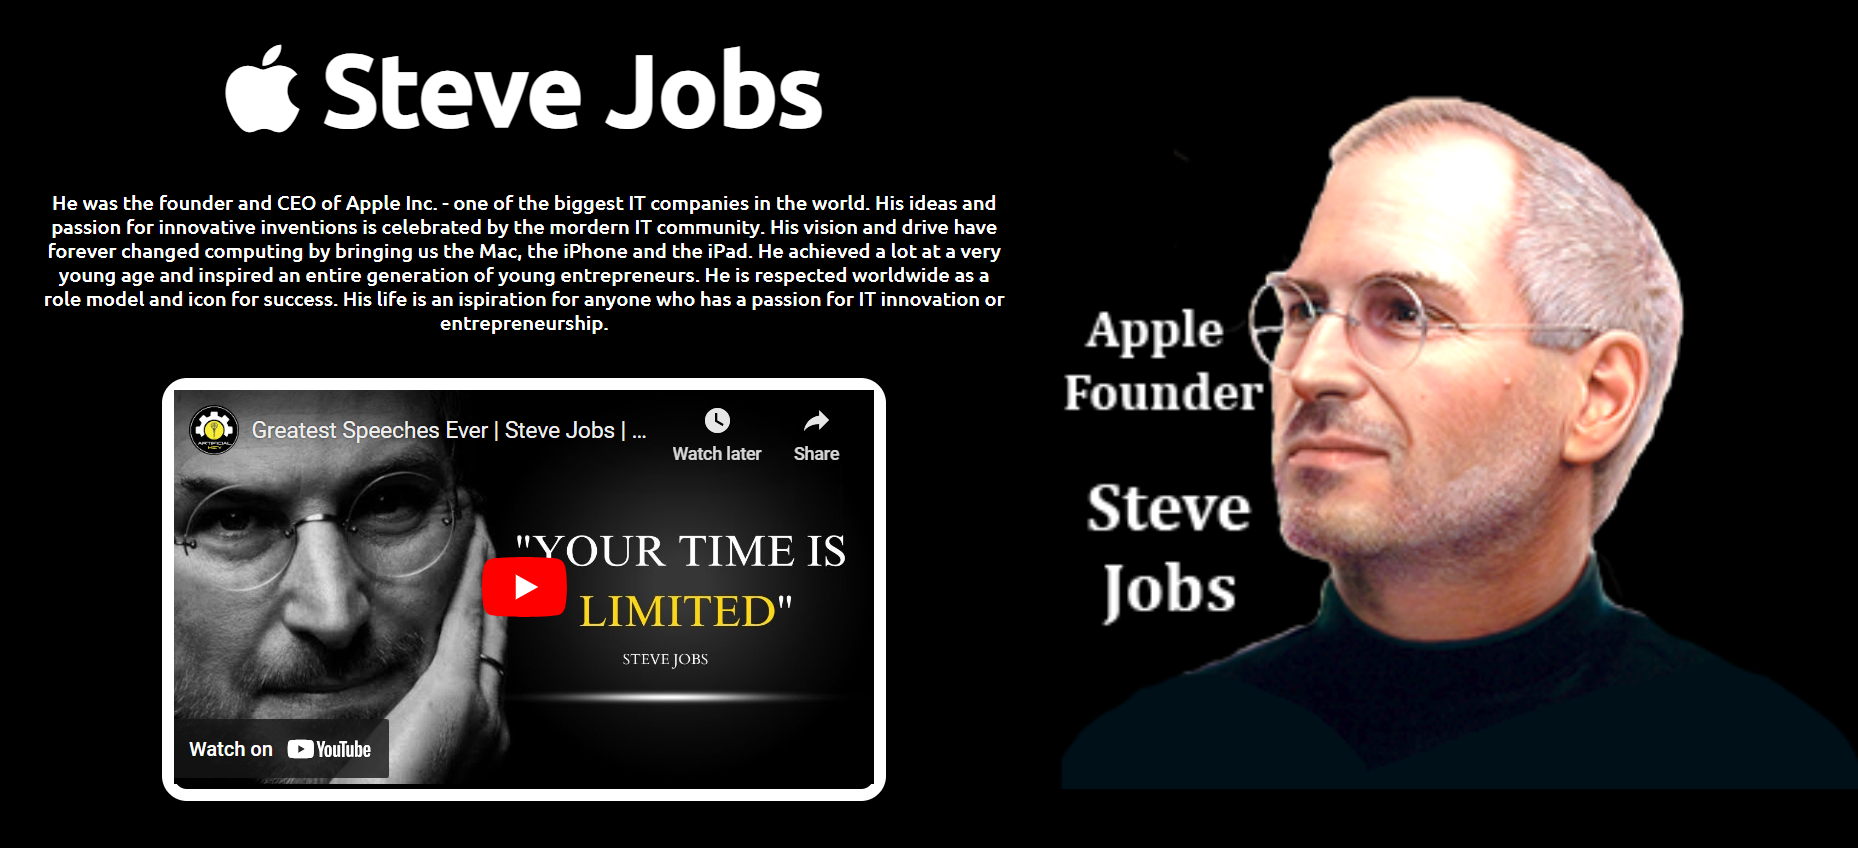 Steve Jobs
He was the founder and CEO of Apple Inc. - one of the biggest IT companies in the world. His ideas and
passion for innovative inventions is celebrated by the mordern IT community. His vision and drive have
forever changed computing by bringing us the Mac, the iPhone and the iPad. He achieved a lot at a very
young age and inspired an entire generation of young entrepreneurs. He is respected worldwide as a
role model and icon for success. His life is an ispiration for anyone who has a passion for IT innovation or
entrepreneurship.
ARTIFICIAL
KEY
Greatest Speeches Ever | Steve Jobs | ...
Watch later
Share
"YOUR TIME IS
LIMITED"
STEVE JOBS
Watch on YouTube
Apple
Founder
Steve
Jobs